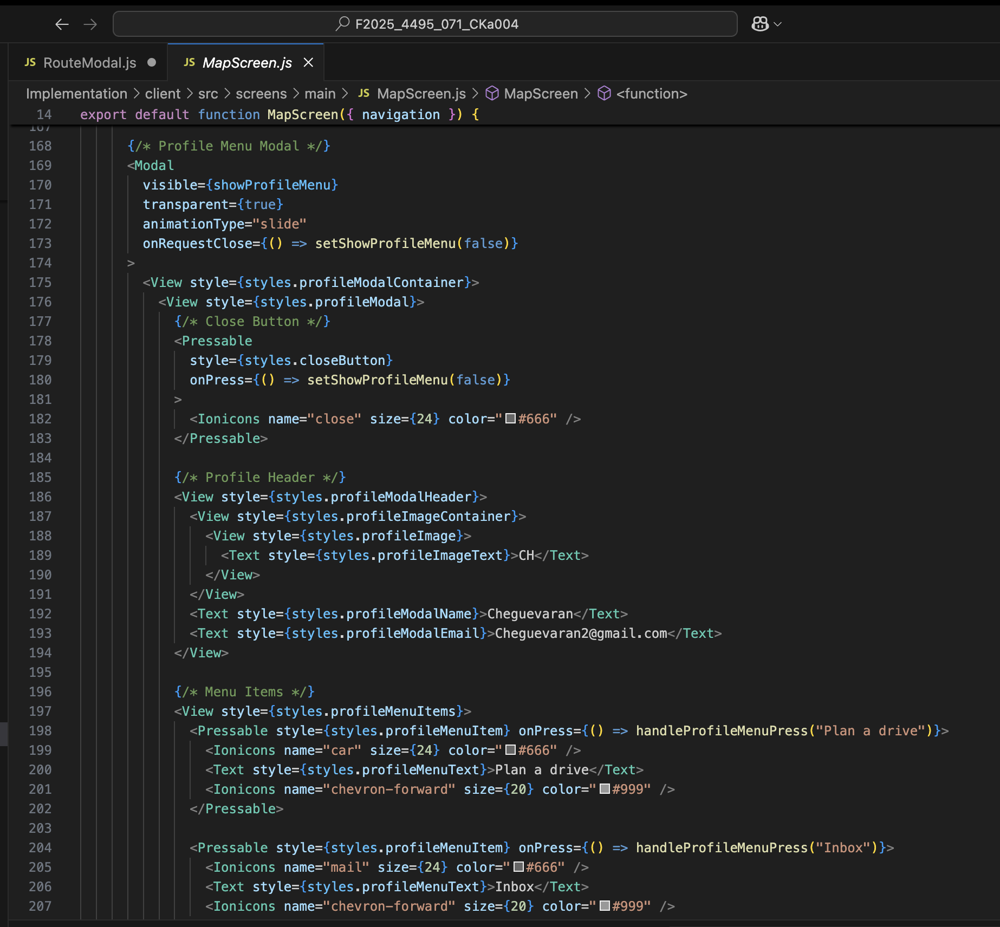 F2025_4495_071_CKa004
JS RouteModal.js
JS MapScreen.js
Implementation > client > src > screens > main > JS MapScreen.js > MapScreen > <function>
14 export default function MapScreen({ navigation }) {
167
168 {/* Profile Menu Modal */}
169 <Modal
170 visible={showProfileMenu}
171 transparent={true}
172 animationType="slide"
173 onRequestClose={() => setShowProfileMenu(false)}
174 >
175 <View style={styles.profileModalContainer}>
176 <View style={styles.profileModal}>
177 {/* Close Button */}
178 <Pressable
179 style={styles.closeButton}
180 onPress={() => setShowProfileMenu(false)}
181 >
182 <Ionicons name="close" size={24} color="#666" />
183 </Pressable>
184
185 {/* Profile Header */}
186 <View style={styles.profileModalHeader}>
187 <View style={styles.profileImageContainer}>
188 <View style={styles.profileImage}>
189 <Text style={styles.profileImageText}>CH</Text>
190 </View>
191 </View>
192 <Text style={styles.profileModalName}>Cheguevaran</Text>
193 <Text style={styles.profileModalEmail}>Cheguevaran2@gmail.com</Text>
194 </View>
195
196 {/* Menu Items */}
197 <View style={styles.profileMenuItems}>
198 <Pressable style={styles.profileMenuItem} onPress={() => handleProfileMenuPress("Plan a drive")}>
199 <Ionicons name="car" size={24} color="#666" />
200 <Text style={styles.profileMenuText}>Plan a drive</Text>
201 <Ionicons name="chevron-forward" size={20} color="#999" />
202 </Pressable>
203
204 <Pressable style={styles.profileMenuItem} onPress={() => handleProfileMenuPress("Inbox")}>
205 <Ionicons name="mail" size={24} color="#666" />
206 <Text style={styles.profileMenuText}>Inbox</Text>
207 <Ionicons name="chevron-forward" size={20} color="#999" />